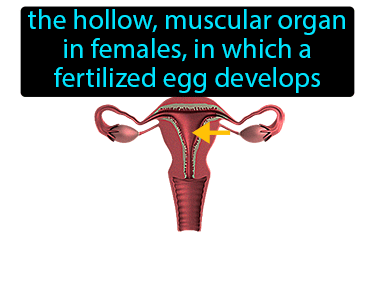 the hollow, muscular organ
in females, in which a
fertilized egg develops